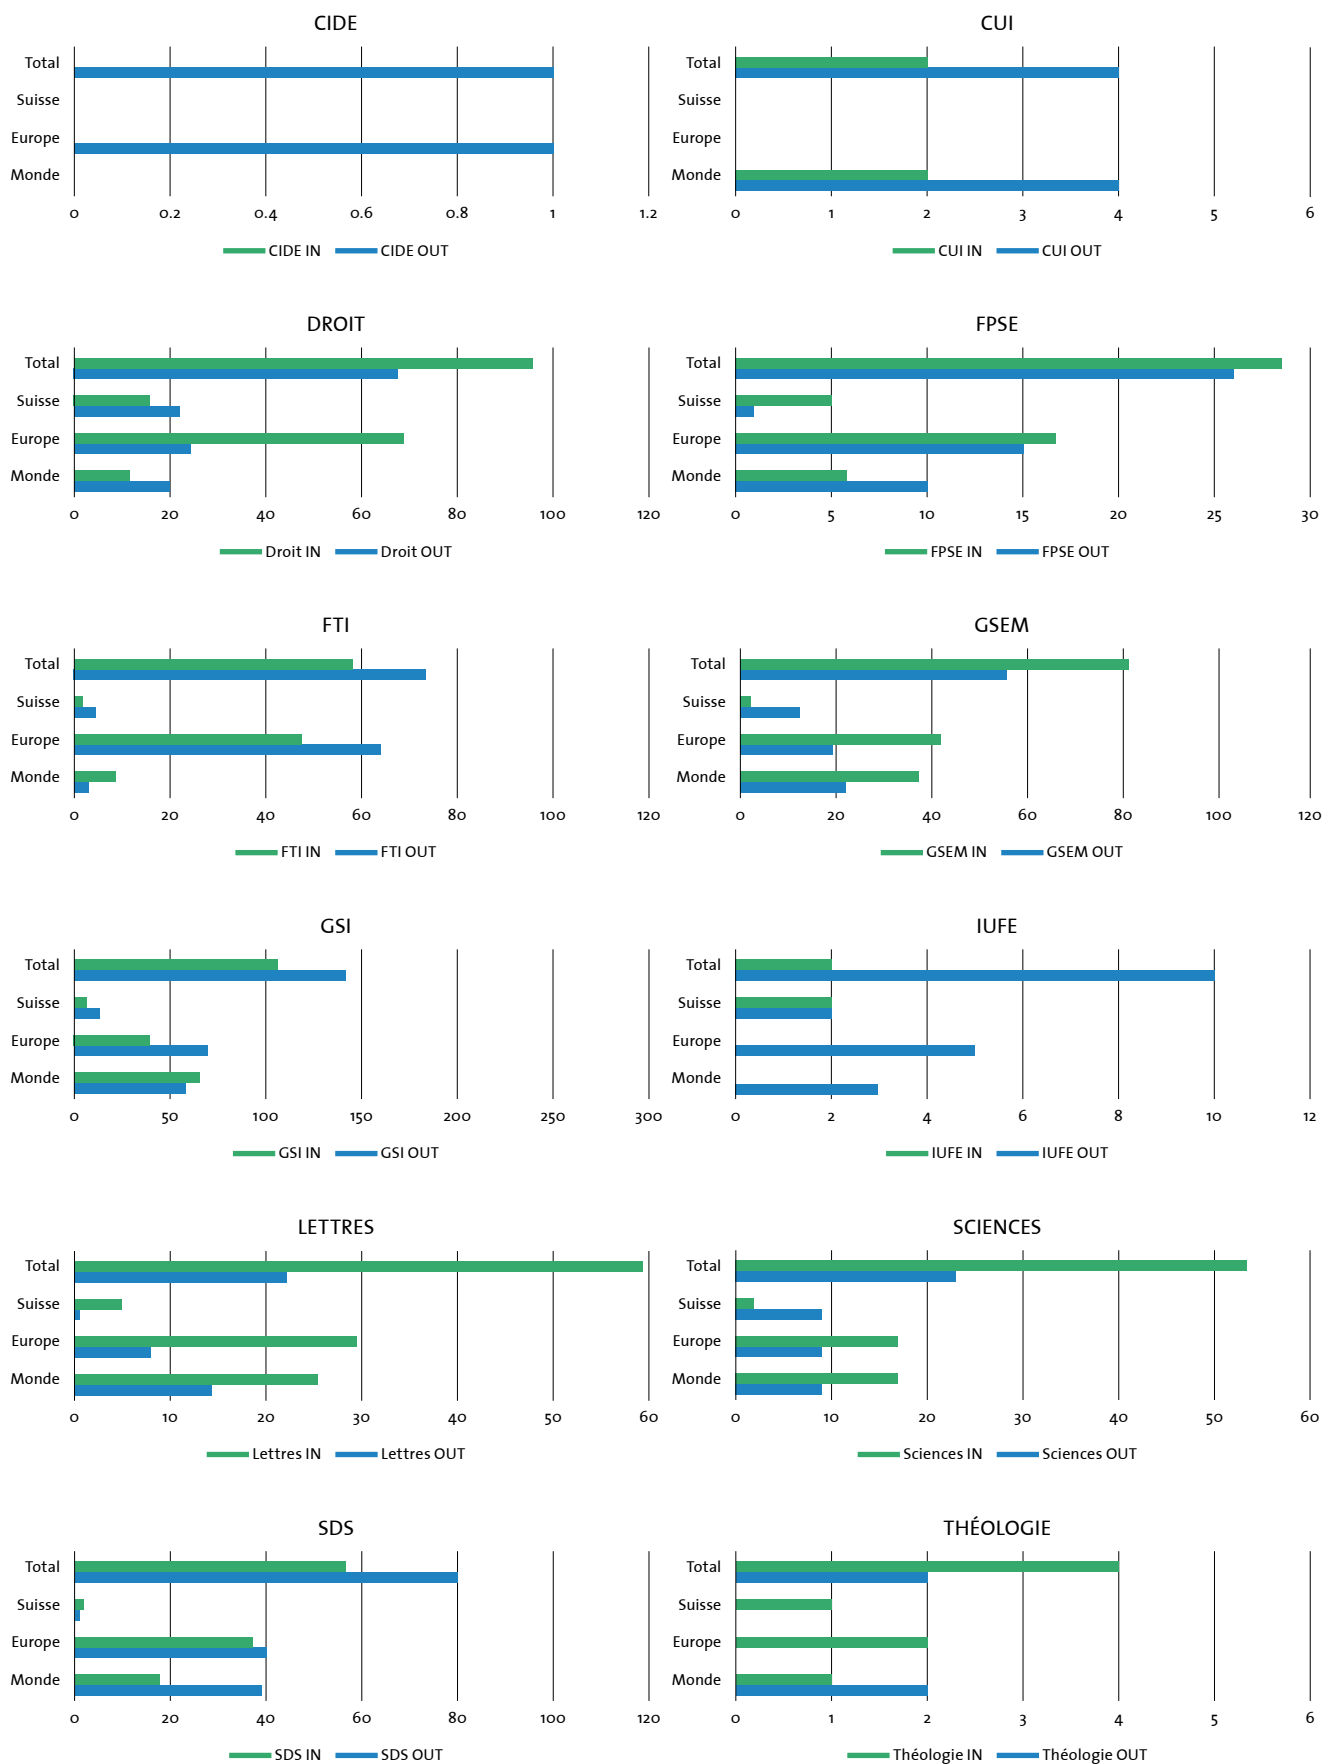 CIDE
Total
Suisse
Europe
Monde
0 0.2 0.4 0.6 0.8 1 1.2
CIDE IN CIDE OUT
CUI
Total
Suisse
Europe
Monde
0 1 2 3 4 5 6
CUI IN CUI OUT
DROIT
Total
Suisse
Europe
Monde
0 20 40 60 80 100 120
Droit IN Droit OUT
FPSE
Total
Suisse
Europe
Monde
0 5 10 15 20 25 30
FPSE IN FPSE OUT
FTI
Total
Suisse
Europe
Monde
0 20 40 60 80 100 120
FTI IN FTI OUT
GSEM
Total
Suisse
Europe
Monde
0 20 40 60 80 100 120
GSEM IN GSEM OUT
GSI
Total
Suisse
Europe
Monde
0 50 100 150 200 250 300
GSI IN GSI OUT
IUFE
Total
Suisse
Europe
Monde
0 2 4 6 8 10 12
IUFE IN IUFE OUT
LETTRES
Total
Suisse
Europe
Monde
0 10 20 30 40 50 60
Lettres IN Lettres OUT
SCIENCES
Total
Suisse
Europe
Monde
0 10 20 30 40 50 60
Sciences IN Sciences OUT
SDS
Total
Suisse
Europe
Monde
0 20 40 60 80 100 120
SDS IN SDS OUT
THÉOLOGIE
Total
Suisse
Europe
Monde
0 1 2 3 4 5 6
Théologie IN Théologie OUT